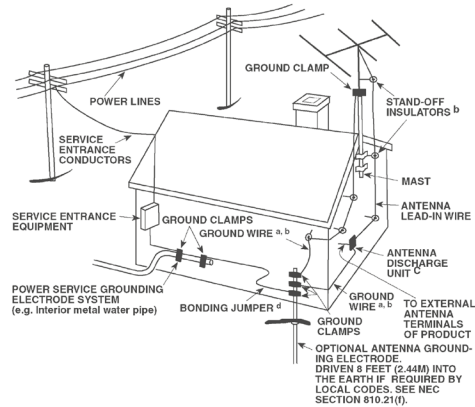 GROUND CLAMP
POWER LINES
STAND-OFF
INSULATORS b
SERVICE
ENTRANCE
CONDUCTORS
MAST
ANTENNA
LEAD-IN WIRE
SERVICE ENTRANCE
EQUIPMENT
GROUND CLAMPS
GROUND WIRE a, b
ANTENNA
DISCHARGE
UNIT C
POWER SERVICE GROUNDING
ELECTRODE SYSTEM
(e.g. Interior metal water pipe)
BONDING JUMPER d
GROUND
WIRE a, b
GROUND
CLAMPS
TO EXTERNAL
ANTENNA
TERMINALS
OF PRODUCT
OPTIONAL ANTENNA GROUND-
ING ELECTRODE.
DRIVEN 8 FEET (2.44M) INTO
THE EARTH IF REQUIRED BY
LOCAL CODES. SEE NEC
SECTION 810.21(f).